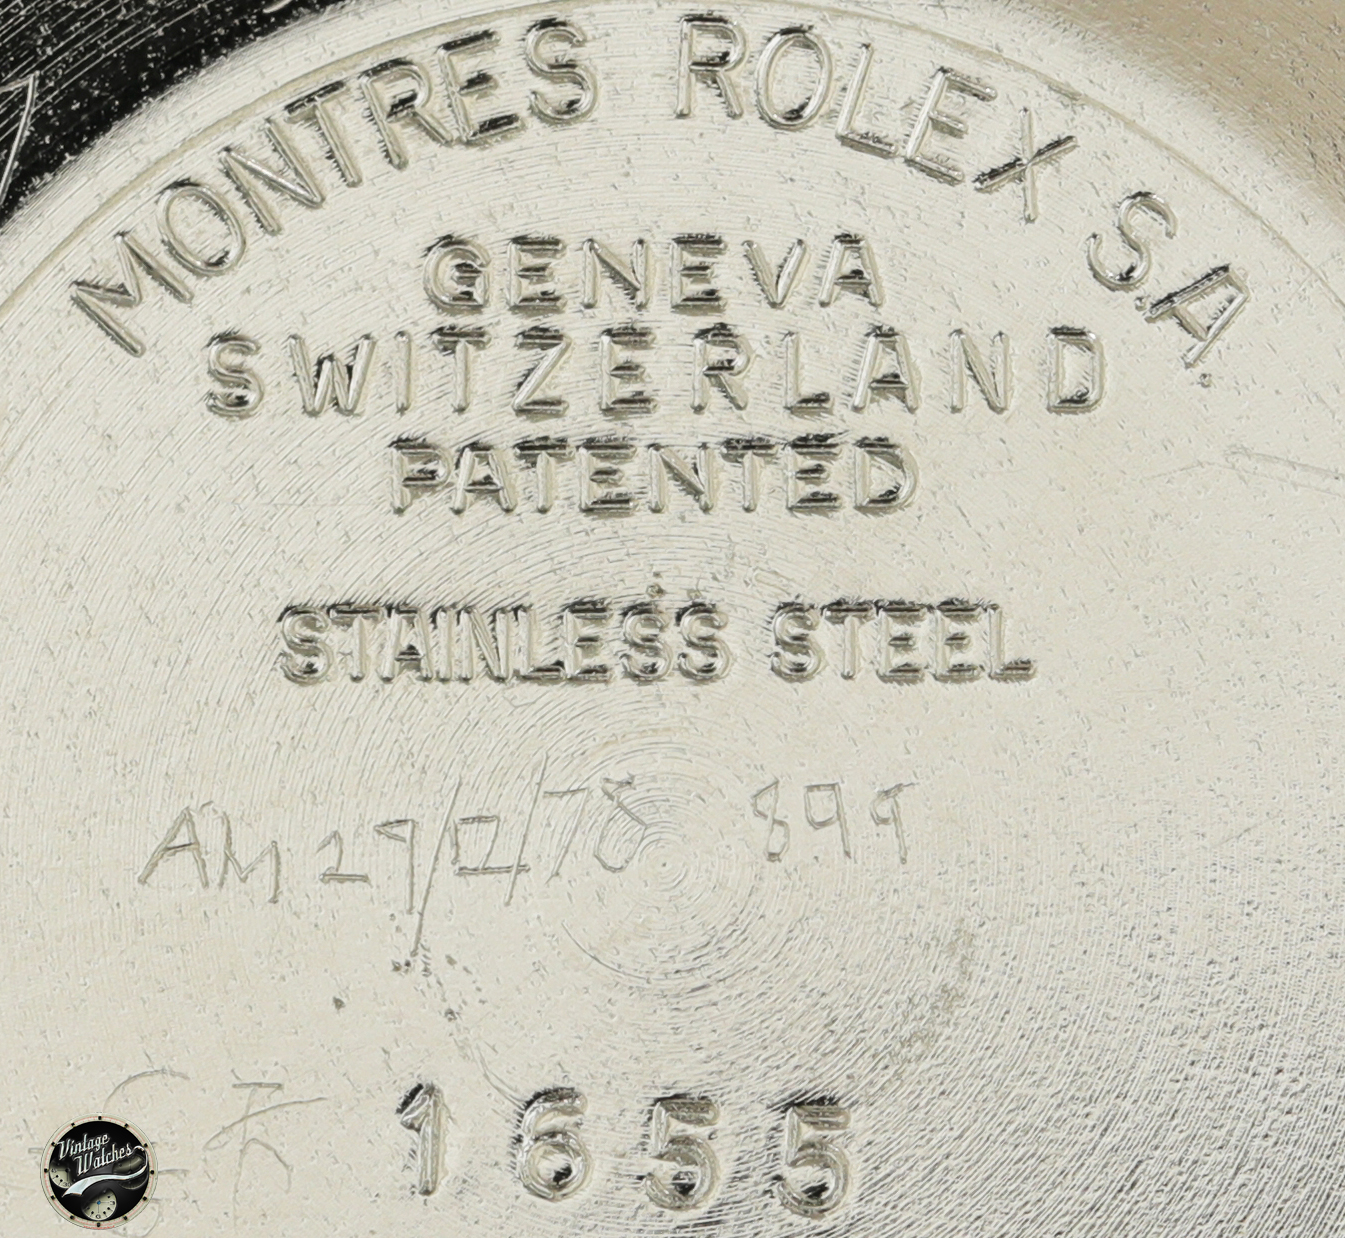 MONTRES ROLEX S.A.
GENEVA
SWITZERLAND
PATENTED
STAINLESS STEEL
AM 29/12/78 899
1655
Vintage
Watches